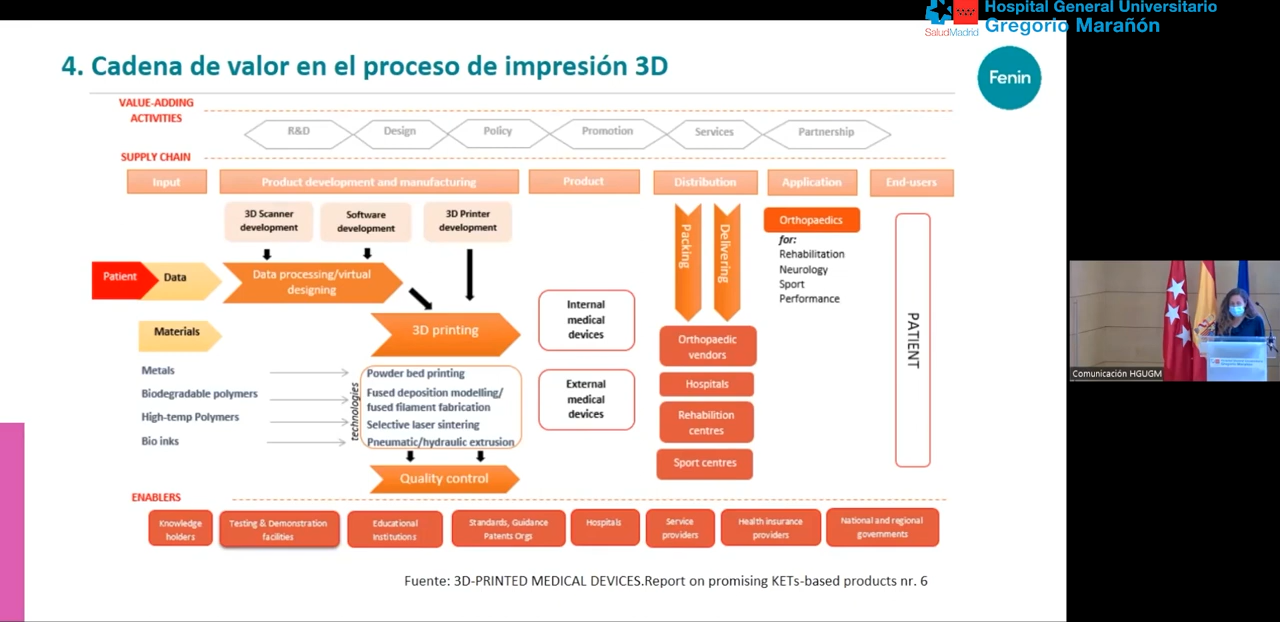 Hospital General Universitario
Gregorio Marañón
SaludMadrid
4. Cadena de valor en el proceso de impresión 3D
Fenin
VALUE-ADDING
ACTIVITIES
R&D
Design
Policy
Promotion
Services
Partnership
SUPPLY CHAIN
Input
Product development and manufacturing
Product
Distribution
Application
End-users
3D Scanner
development
Software
development
3D Printer
development
Packing
Delivering
Orthopaedics
for:
Rehabilitation
Neurology
Sport
Performance
Patient
Data
Data processing/virtual
designing
Materials
3D printing
Internal
medical
devices
External
medical
devices
Orthopaedic
vendors
Hospitals
Rehabilition
centres
Sport centres
PATIENT
Metals
Biodegradable polymers
High-temp Polymers
Bio inks
technologies
Powder bed printing
Fused deposition modelling/
fused filament fabrication
Selective laser sintering
Pneumatic/hydraulic extrusion
Quality control
ENABLERS
Knowledge
holders
Testing & Demonstration
facilities
Educational
Institutions
Standards, Guidance
Patents Orgs
Hospitals
Service
providers
Health insurance
providers
National and regional
governments
Fuente: 3D-PRINTED MEDICAL DEVICES.Report on promising KETs-based products nr. 6
Comunicación HGUGM